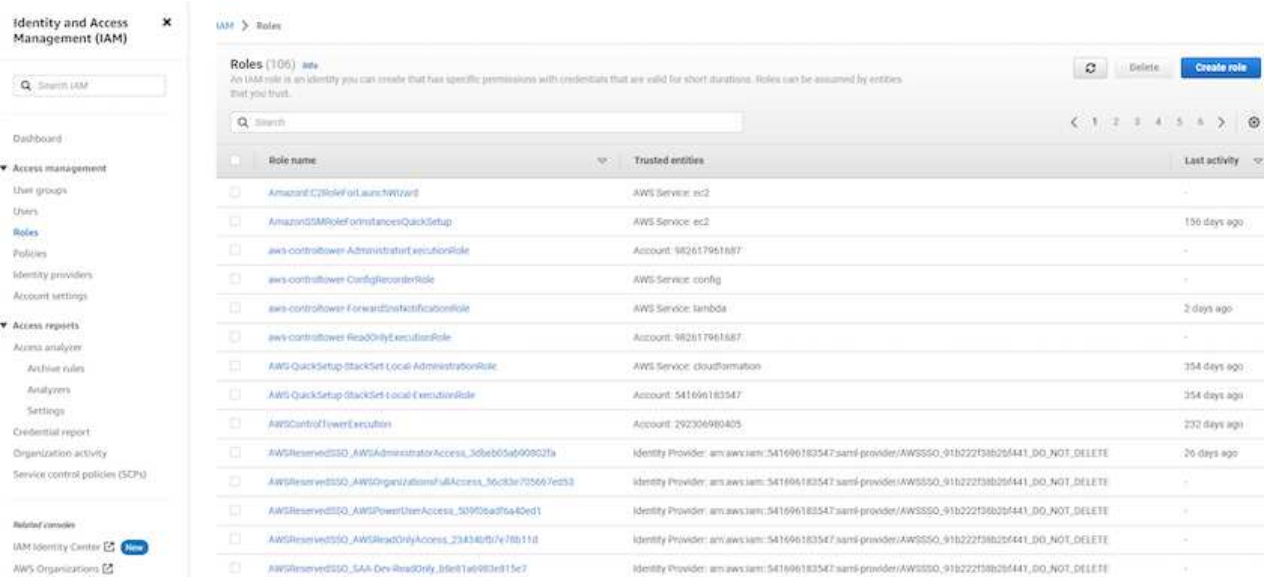 Identity and Access
Management (IAM)
Search IAM
Dashboard
Access management
User groups
Users
Roles
Policies
Identity providers
Account settings
Access reports
Access analyzer
Archive rules
Analyzers
Settings
Credential report
Organization activity
Service control policies (SCPs)
Related consoles
IAM Identity Center New
AWS Organizations
IAM > Roles
Roles (106) Info
An IAM role is an identity you can create that has specific permissions with credentials that are valid for short durations. Roles can be assumed by entities
that you trust.
Delete
Create role
Search
1 2 3 4 5 6
Role name Trusted entities Last activity
AmazonEC2RoleForLaunchWizard AWS Service: ec2 -
AmazonSSMRoleForInstancesQuickSetup AWS Service: ec2 156 days ago
aws-controltower-AdministratorExecutionRole Account: 982617961687 -
aws-controltower-ConfigRecorderRole AWS Service: config -
aws-controltower-ForwardSnsNotificationRole AWS Service: lambda 2 days ago
aws-controltower-ReadOnlyExecutionRole Account: 982617961687 -
AWS-QuickSetup-StackSet-Local-AdministrationRole AWS Service: cloudformation 354 days ago
AWS-QuickSetup-StackSet-Local-ExecutionRole Account: 541696183547 354 days ago
AWSControlTowerExecution Account: 292306980405 232 days ago
AWSReservedSSO_AWSAdministratorAccess_3dbeb05ab90802fa Identity Provider: arn:aws:iam::541696183547:saml-provider/AWSSSO_91b222f38b2bf441_DO_NOT_DELETE 26 days ago
AWSReservedSSO_AWSOrganizationsFullAccess_56c83e705667ed53 Identity Provider: arn:aws:iam::541696183547:saml-provider/AWSSSO_91b222f38b2bf441_DO_NOT_DELETE -
AWSReservedSSO_AWSPowerUserAccess_509f06adf6a40ed1 Identity Provider: arn:aws:iam::541696183547:saml-provider/AWSSSO_91b222f38b2bf441_DO_NOT_DELETE -
AWSReservedSSO_AWSReadOnlyAccess_23434bfb7e78b11d Identity Provider: arn:aws:iam::541696183547:saml-provider/AWSSSO_91b222f38b2bf441_DO_NOT_DELETE -
AWSReservedSSO_SAA-Dev-ReadOnly_b8e81a6983e815e7 Identity Provider: arn:aws:iam::541696183547:saml-provider/AWSSSO_91b222f38b2bf441_DO_NOT_DELETE -